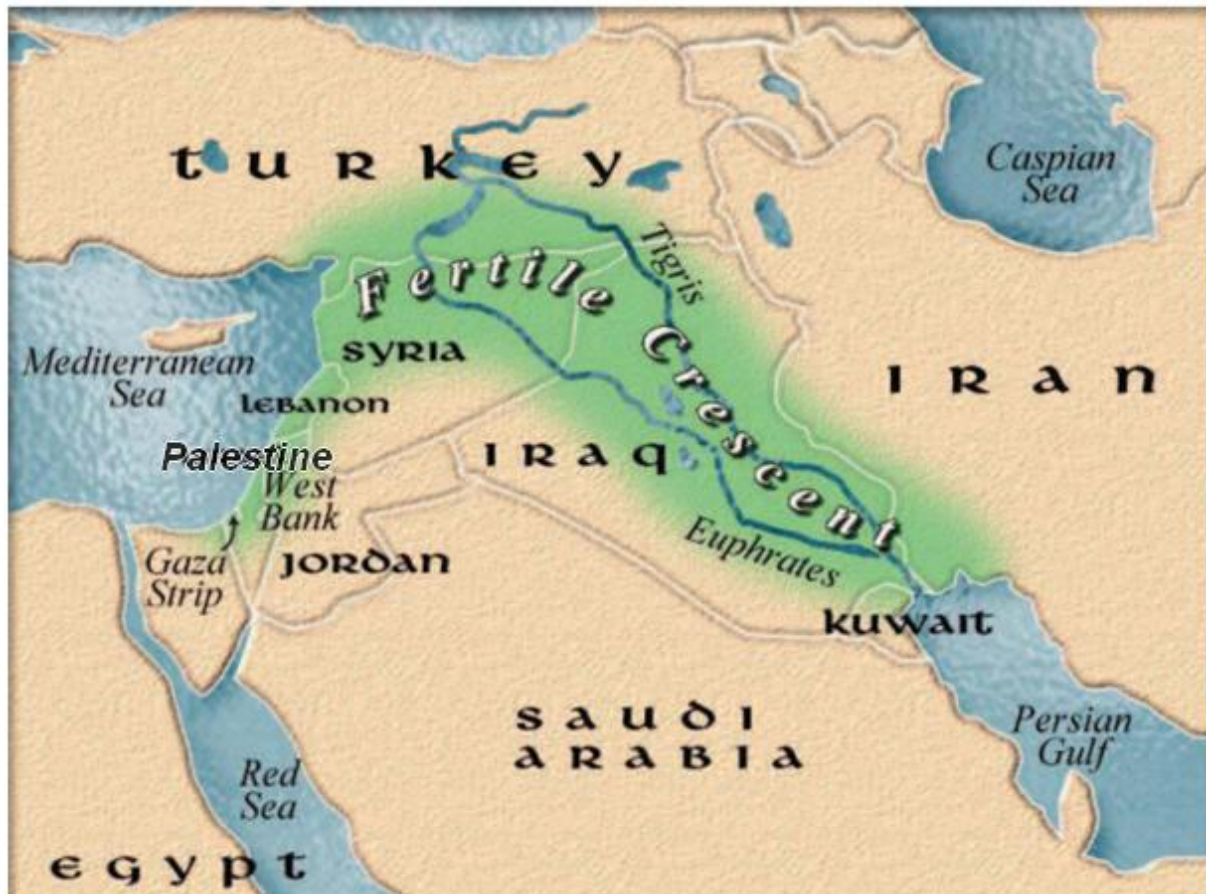 TURKEY
Caspian
Sea
Tigris
Fertile Crescent
SYRIA
Mediterranean
Sea
IRAN
LEBANON
Palestine
IRAQ
West
Bank
Gaza
Strip
JORDAN
Euphrates
KUWAIT
SAUDI
ARABIA
Persian
Gulf
Red
Sea
EGYPT